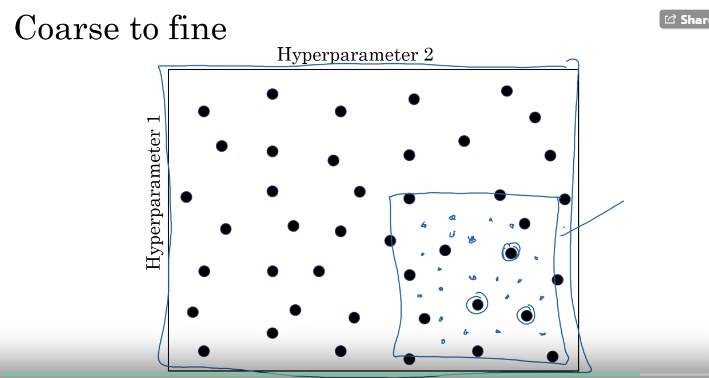 Coarse to fine
Share
Hyperparameter 2
Hyperparameter 1